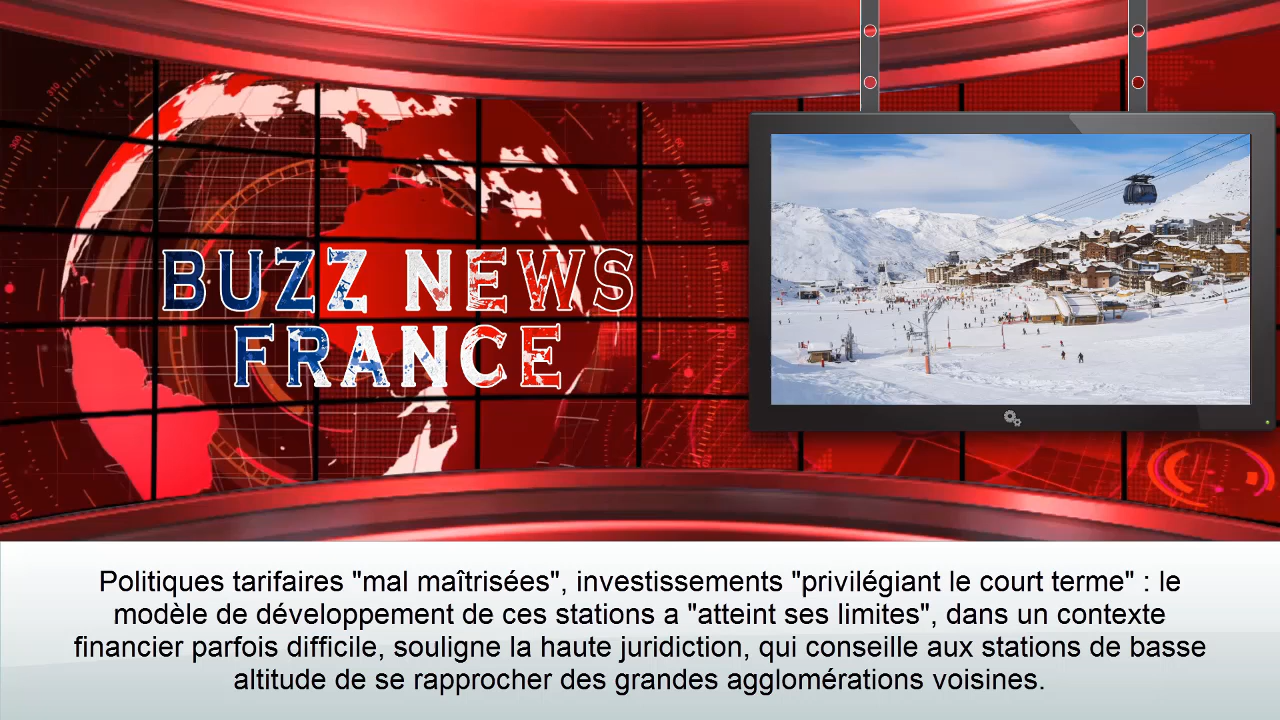 BUZZ NEWS
FRANCE
Politiques tarifaires "mal maîtrisées", investissements "privilégiant le court terme" : le
modèle de développement de ces stations a "atteint ses limites", dans un contexte
financier parfois difficile, souligne la haute juridiction, qui conseille aux stations de basse
altitude de se rapprocher des grandes agglomérations voisines.